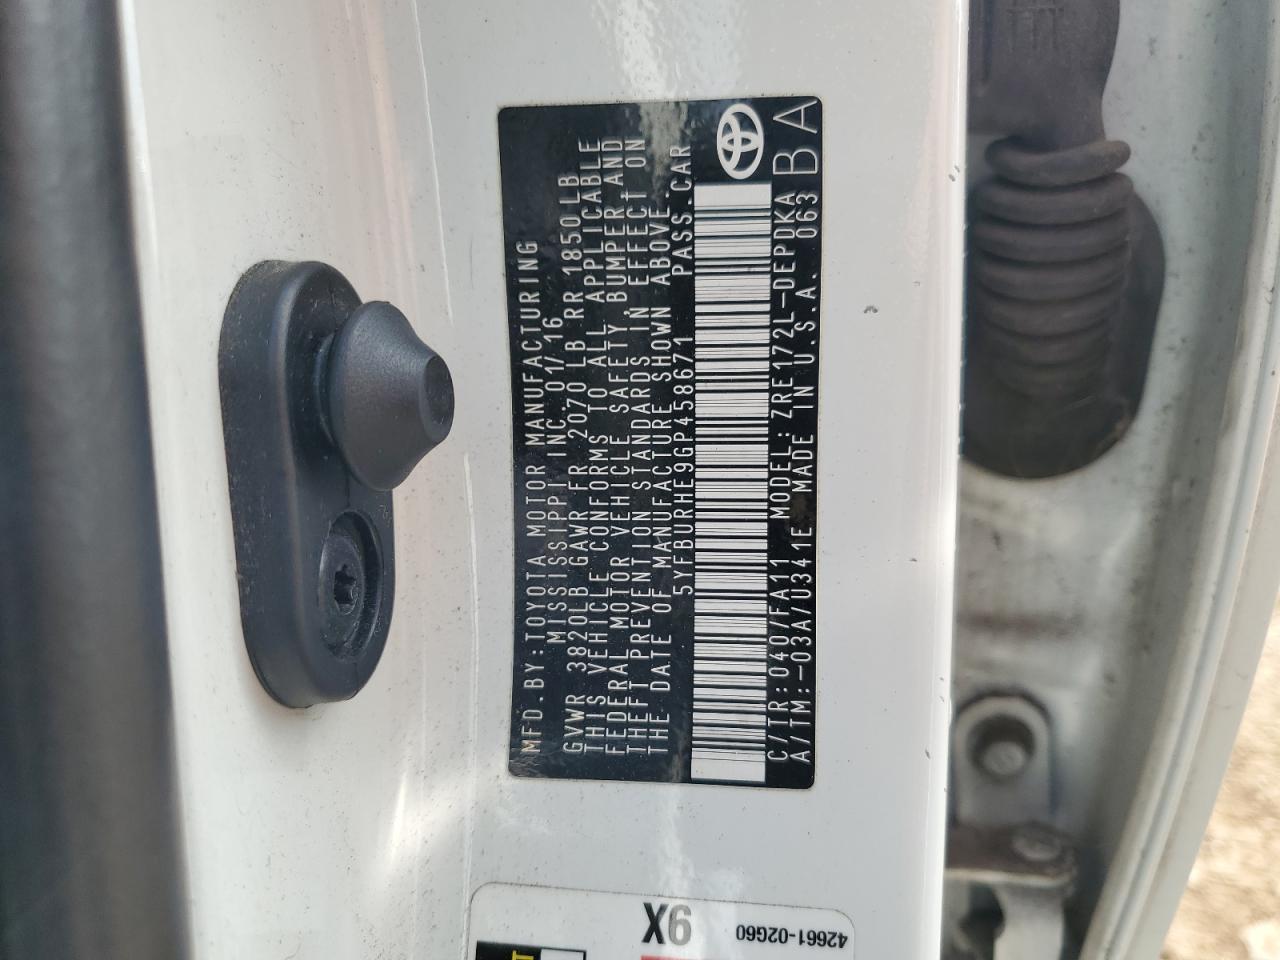 MFD.BY:TOYOTA MOTOR MANUFACTURING
MISSISSIPPI INC. 01/16
GVWR 3820LB GAWR FR 2070 LB RR 1850 LB
THIS VEHICLE CONFORMS TO ALL APPLICABLE
FEDERAL MOTOR VEHICLE SAFETY, BUMPER AND
THEFT PREVENTION STANDARDS IN EFFECT ON
THE DATE OF MANUFACTURE SHOWN ABOVE.
5YFBURHE9GP458671 PASS.CAR
C/TR:040/FA11 MODEL: ZRE172L-DEPDKA
A/TM:-03A/U341E MADE IN U.S.A. 063
BA
9X
42661-02G60